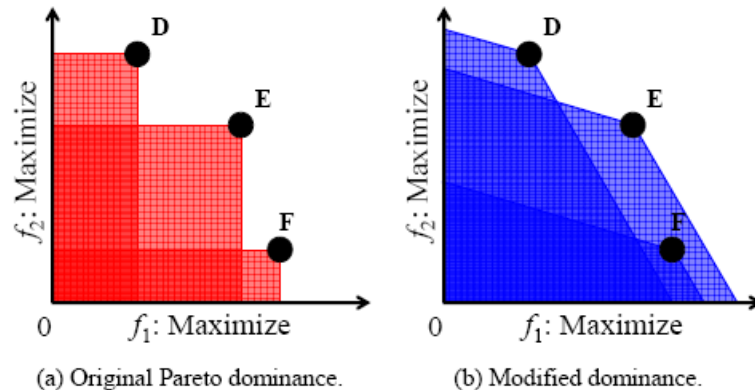 D
E
F
f2: Maximize
0
f1: Maximize
(a) Original Pareto dominance.
D
E
F
f2: Maximize
0
f1: Maximize
(b) Modified dominance.